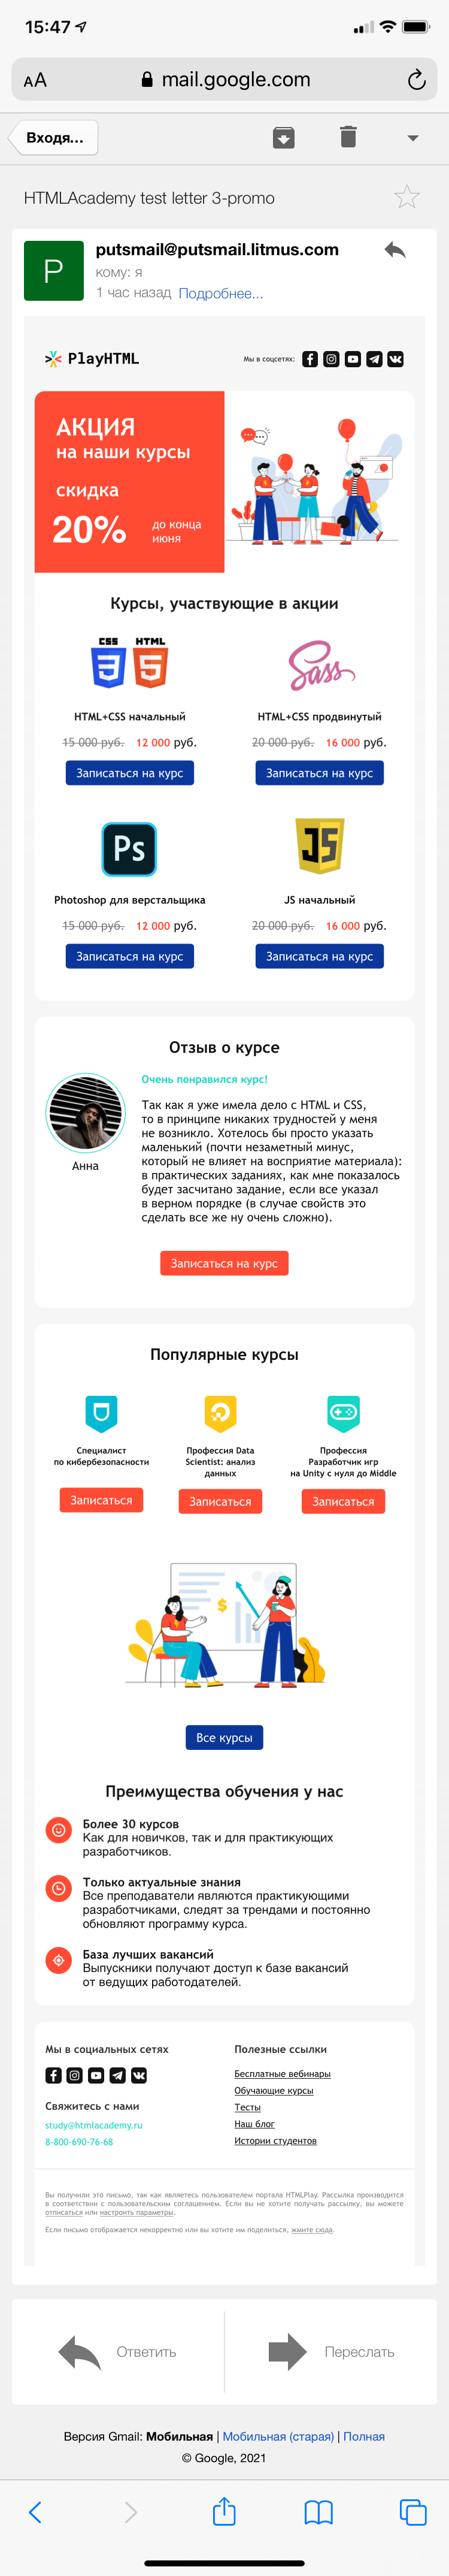 15:47
AA mail.google.com
Входя...
HTMLAcademy test letter 3-promo
P
putsmail@putsmail.litmus.com
кому: я
1 час назад Подробнее...
PlayHTML
Мы в соцсетях:
АКЦИЯ
на наши курсы
скидка
20%
до конца
июня
Курсы, участвующие в акции
CSS HTML
3 5
Sass
HTML+CSS начальный
HTML+CSS продвинутый
15 000 руб. 12 000 руб.
20 000 руб. 16 000 руб.
Записаться на курс
Записаться на курс
Ps
JS
Photoshop для верстальщика
JS начальный
15 000 руб. 12 000 руб.
20 000 руб. 16 000 руб.
Записаться на курс
Записаться на курс
Отзыв о курсе
Очень понравился курс!
Так как я уже имела дело с HTML и CSS,
то в принципе никаких трудностей у меня
не возникло. Хотелось бы просто указать
маленький (почти незаметный минус,
который не влияет на восприятие материала):
в практических заданиях, как мне показалось
будет засчитано задание, если все указал
в верном порядке (в случае свойств это
сделать все же ну очень сложно).
Анна
Записаться на курс
Популярные курсы
Специалист
по кибербезопасности
Профессия Data
Scientist: анализ
данных
Профессия
Разработчик игр
на Unity с нуля до Middle
Записаться
Записаться
Записаться
$
Все курсы
Преимущества обучения у нас
Более 30 курсов
Как для новичков, так и для практикующих
разработчиков.
Только актуальные знания
Все преподаватели являются практикующими
разработчиками, следят за трендами и постоянно
обновляют программу курса.
База лучших вакансий
Выпускники получают доступ к базе вакансий
от ведущих работодателей.
Мы в социальных сетях
Свяжитесь с нами
study@htmlacademy.ru
8-800-690-76-68
Полезные ссылки
Бесплатные вебинары
Обучающие курсы
Тесты
Наш блог
Истории студентов
Вы получили это письмо, так как являетесь пользователем портала HTMLPlay. Рассылка производится
в соответствии с пользовательским соглашением. Если вы не хотите получать рассылку, вы можете
отписаться или настроить параметры.
Если письмо отображается некорректно или вы хотите им поделиться, жмите сюда.
Ответить
Переслать
Версия Gmail: Мобильная | Мобильная (старая) | Полная
© Google, 2021